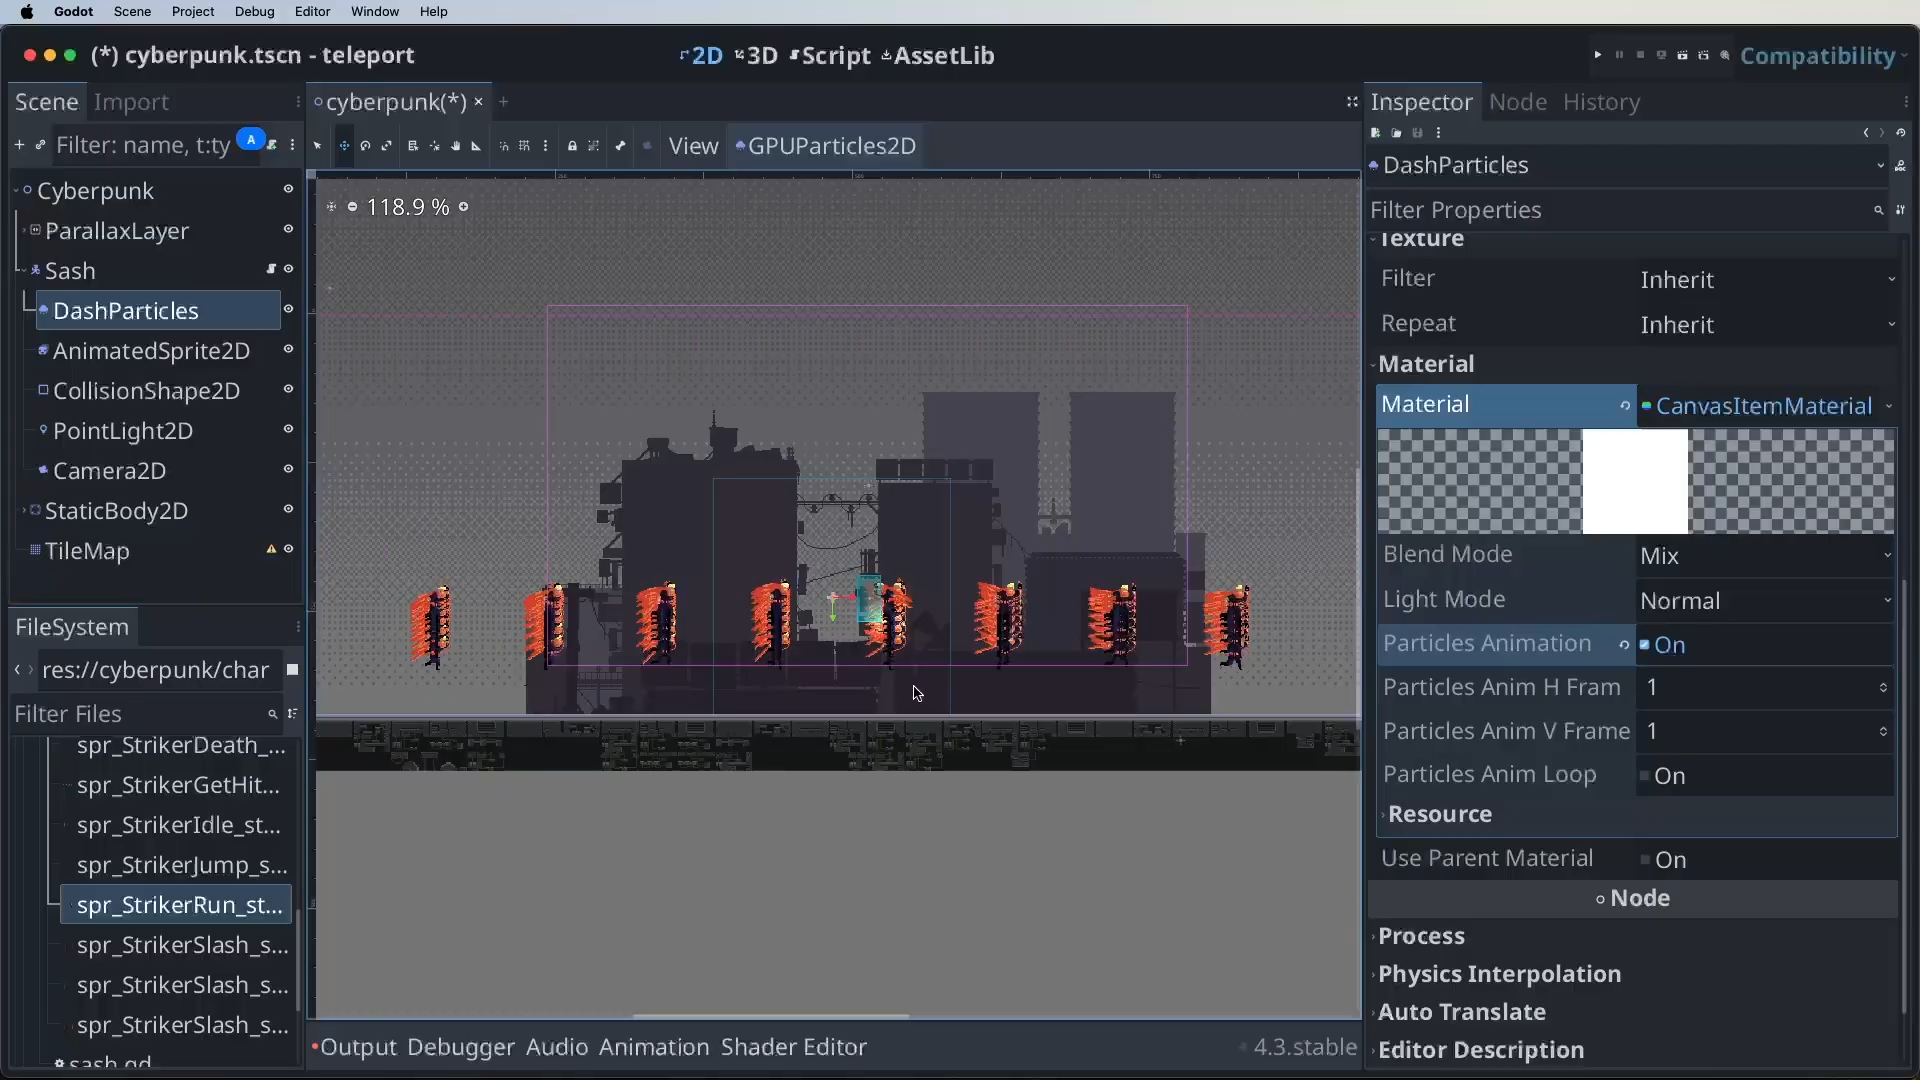 Godot Scene Project Debug Editor Window Help
(*) cyberpunk.tscn - teleport
2D 3D Script AssetLib
Compatibility
Scene Import
Filter: name, t:ty
A
Cyberpunk
ParallaxLayer
Sash
DashParticles
AnimatedSprite2D
CollisionShape2D
PointLight2D
Camera2D
StaticBody2D
TileMap
FileSystem
res://cyberpunk/char
Filter Files
spr_StrikerDeath_...
spr_StrikerGetHit...
spr_StrikerIdle_st...
spr_StrikerJump_s...
spr_StrikerRun_st...
spr_StrikerSlash_s...
spr_StrikerSlash_s...
spr_StrikerSlash_s...
sash.gd
cyberpunk(*)
View GPUParticles2D
118.9 %
Output Debugger Audio Animation Shader Editor
4.3.stable
Inspector Node History
DashParticles
Filter Properties
Texture
Filter Inherit
Repeat Inherit
Material
Material CanvasItemMaterial
Blend Mode Mix
Light Mode Normal
Particles Animation On
Particles Anim H Fram 1
Particles Anim V Frame 1
Particles Anim Loop On
Resource
Use Parent Material On
Node
Process
Physics Interpolation
Auto Translate
Editor Description